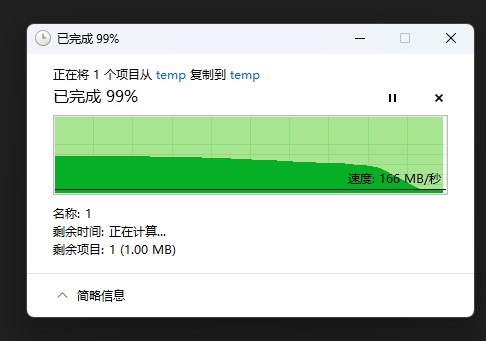 已完成 99%
正在将 1 个项目从 temp 复制到 temp
已完成 99%
速度: 166 MB/秒
名称: 1
剩余时间: 正在计算...
剩余项目: 1 (1.00 MB)
简略信息